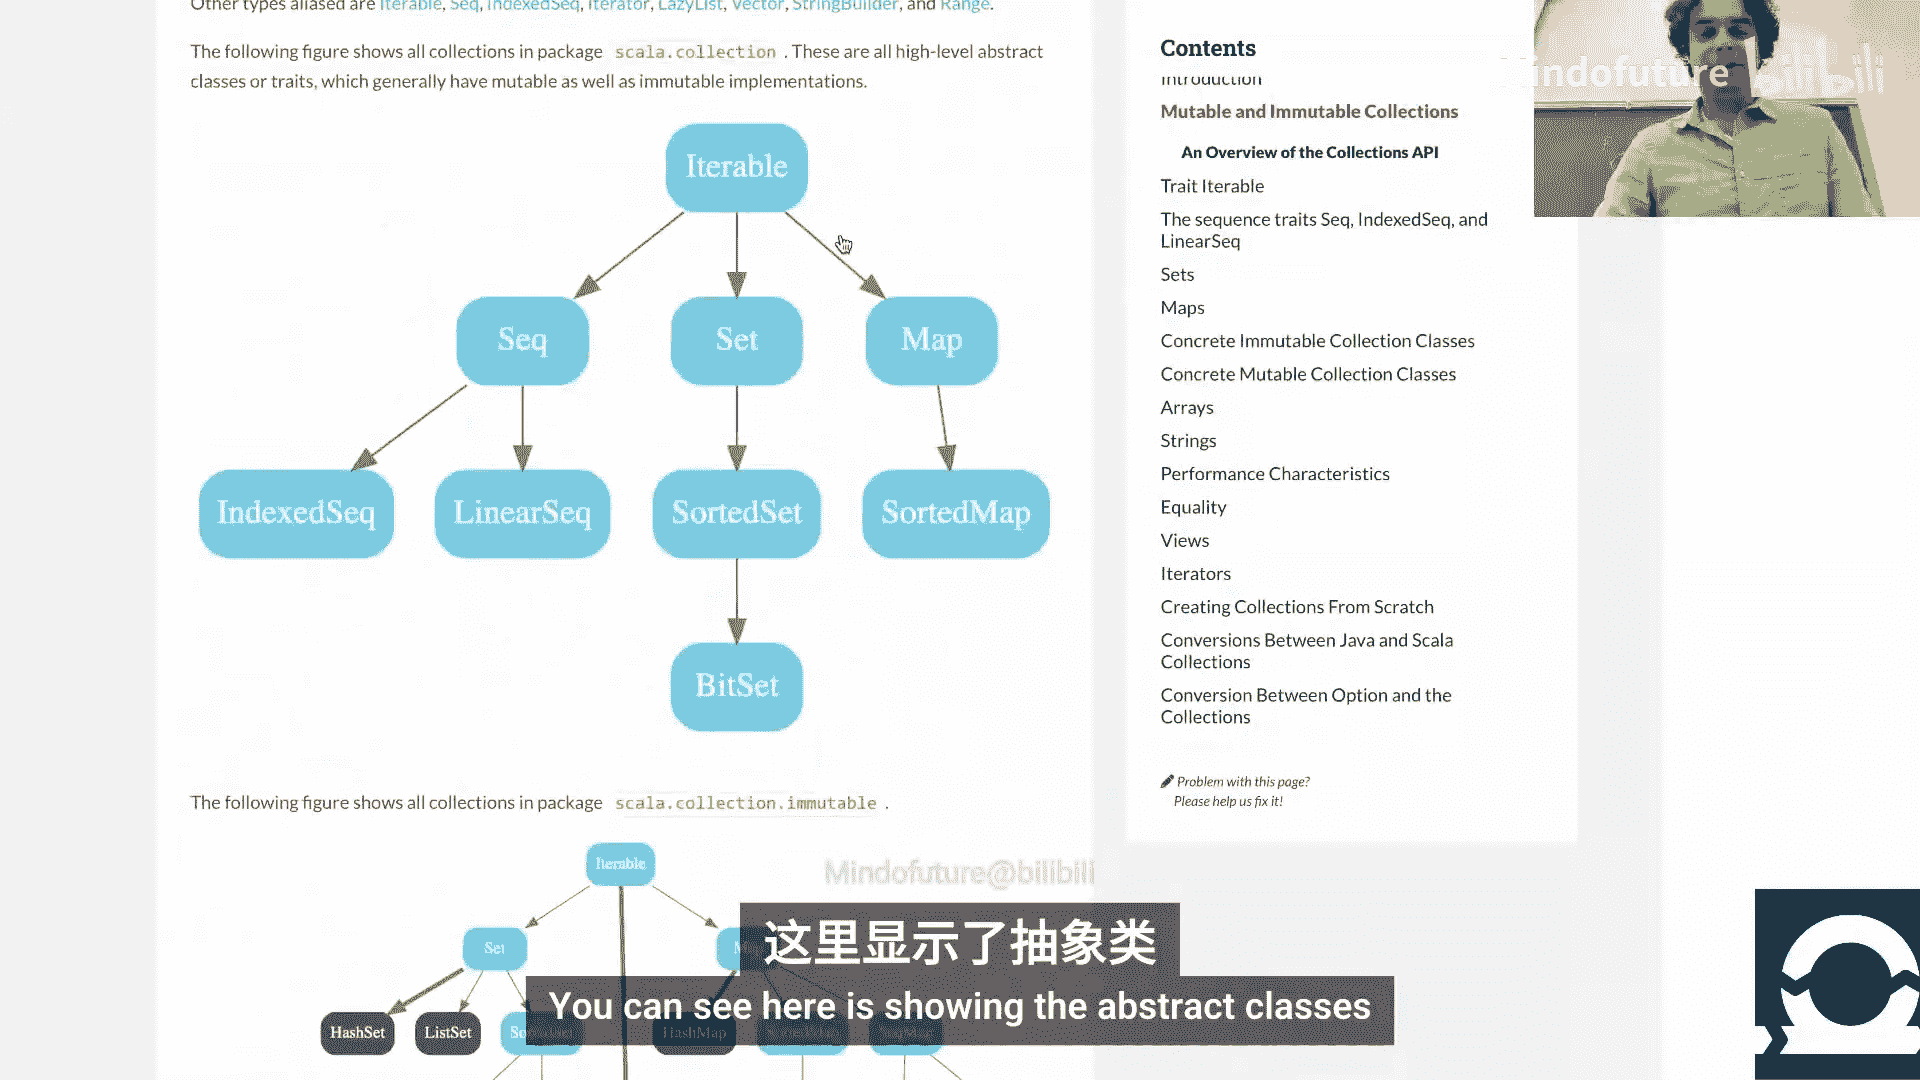 Other types aliased are Iterable, Seq, IndexedSeq, Iterator, LazyList, Vector, StringBuilder, and Range.
The following figure shows all collections in package scala.collection . These are all high-level abstract
classes or traits, which generally have mutable as well as immutable implementations.
Iterable
Seq
Set
Map
IndexedSeq
LinearSeq
SortedSet
SortedMap
BitSet
The following figure shows all collections in package scala.collection.immutable .
Iterable
Set
HashSet
ListSet
HashMap
Contents
Introduction
Mutable and Immutable Collections
An Overview of the Collections API
Trait Iterable
The sequence traits Seq, IndexedSeq, and
LinearSeq
Sets
Maps
Concrete Immutable Collection Classes
Concrete Mutable Collection Classes
Arrays
Strings
Performance Characteristics
Equality
Views
Iterators
Creating Collections From Scratch
Conversions Between Java and Scala
Collections
Conversion Between Option and the
Collections
Problem with this page?
Please help us fix it!
Mindofuture bilibili
Mindofuture@bilibili
这里显示了抽象类
You can see here is showing the abstract classes